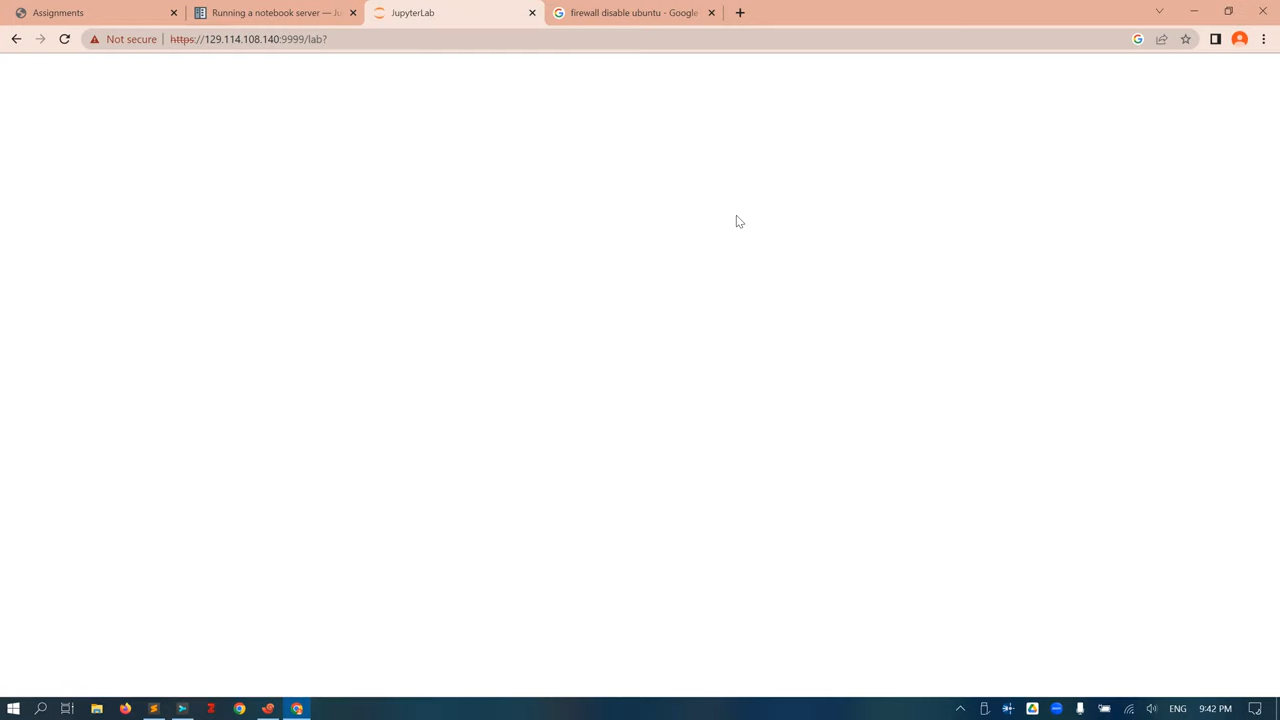 Assignments
Running a notebook server — Ju
JupyterLab
firewall disable ubuntu - Google
Not secure
https://129.114.108.140:9999/lab?
ENG
9:42 PM